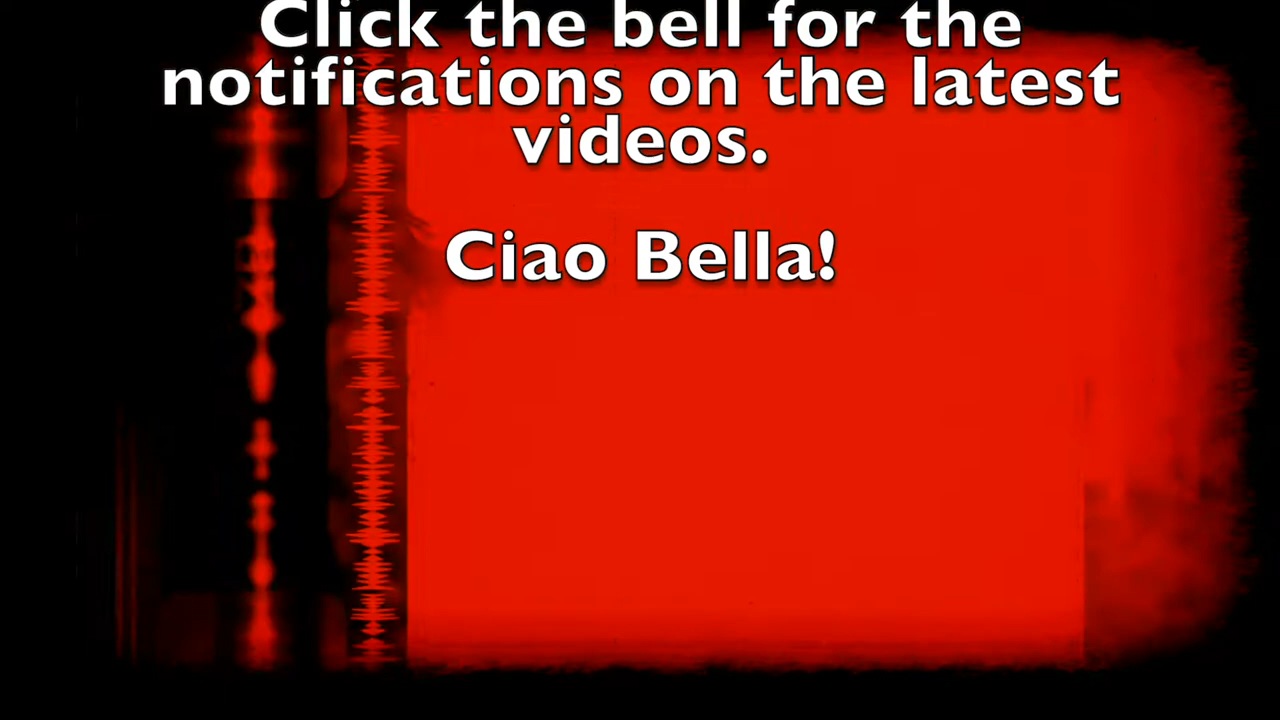 Click the bell for the
notifications on the latest
videos.
Ciao Bella!